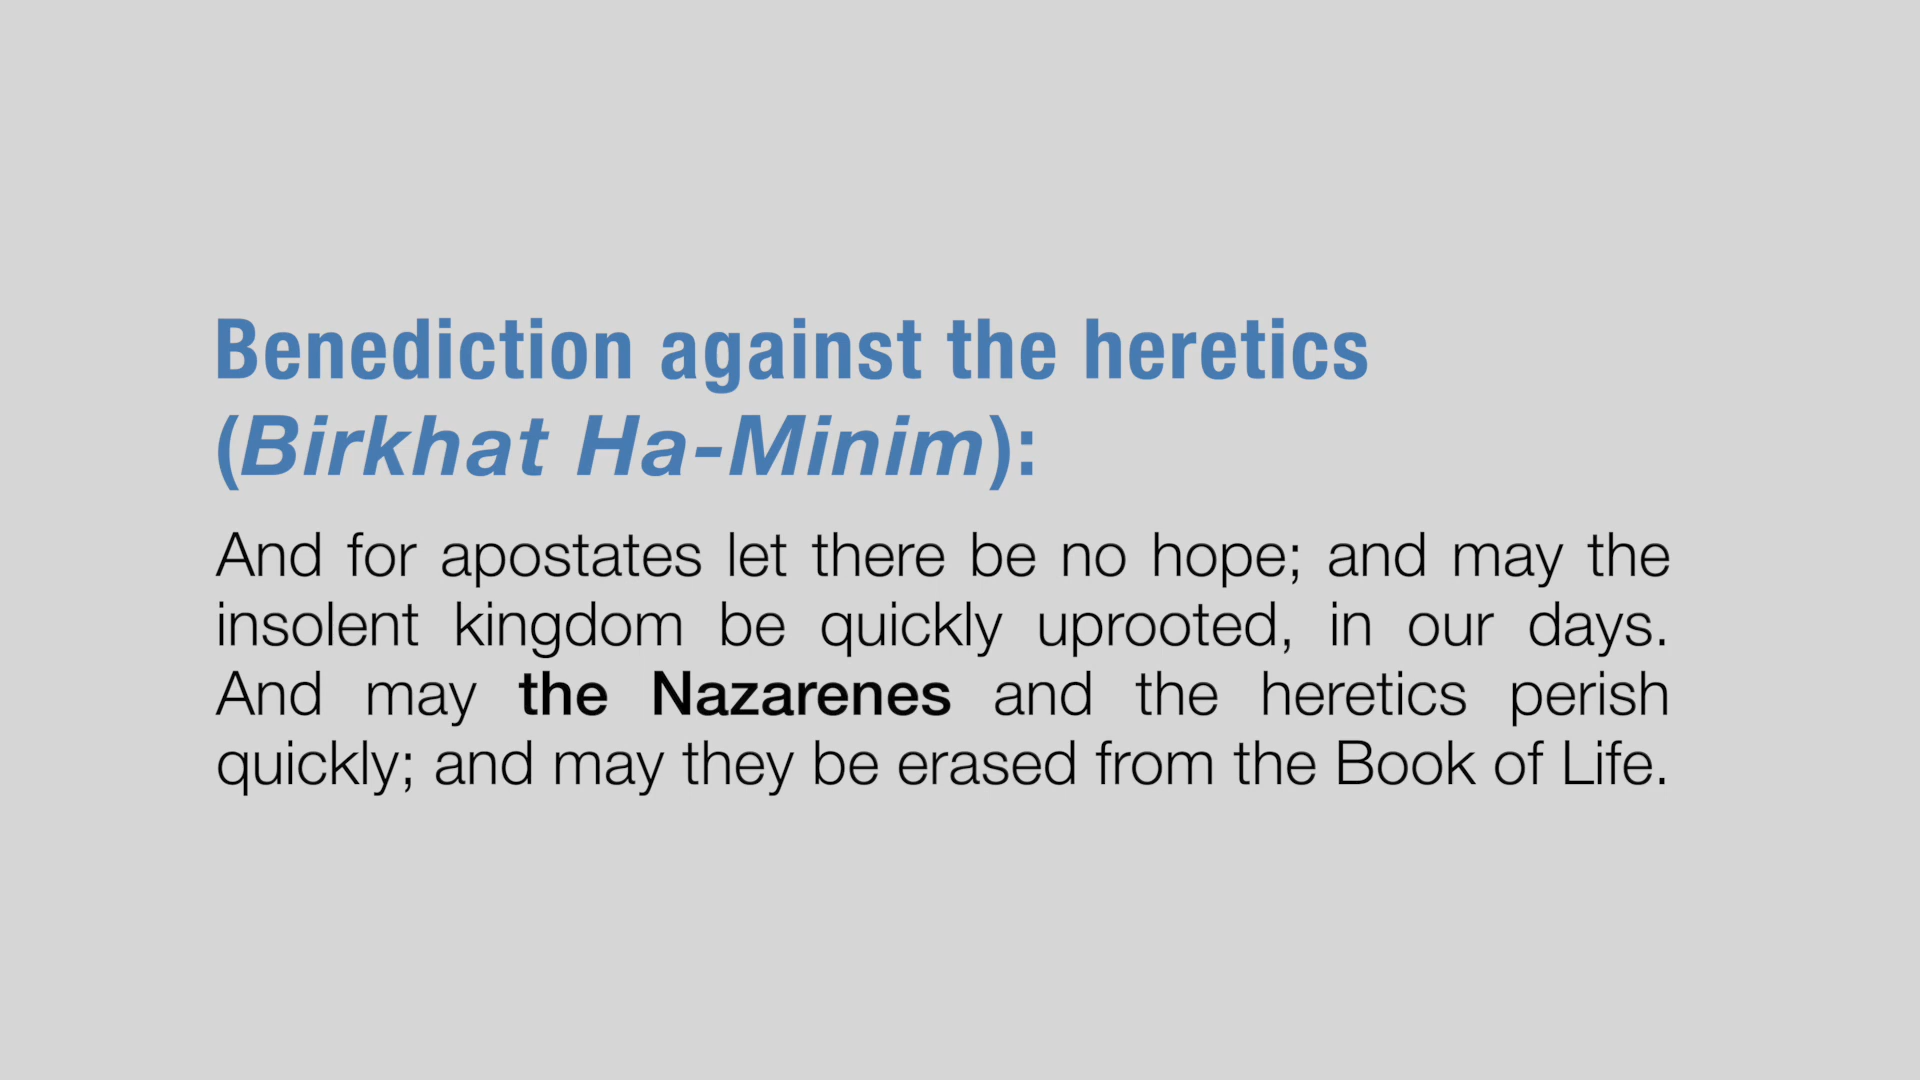 Benediction against the heretics
(Birkhat Ha-Minim):
And for apostates let there be no hope; and may the
insolent kingdom be quickly uprooted, in our days.
And may the Nazarenes and the heretics perish
quickly; and may they be erased from the Book of Life.